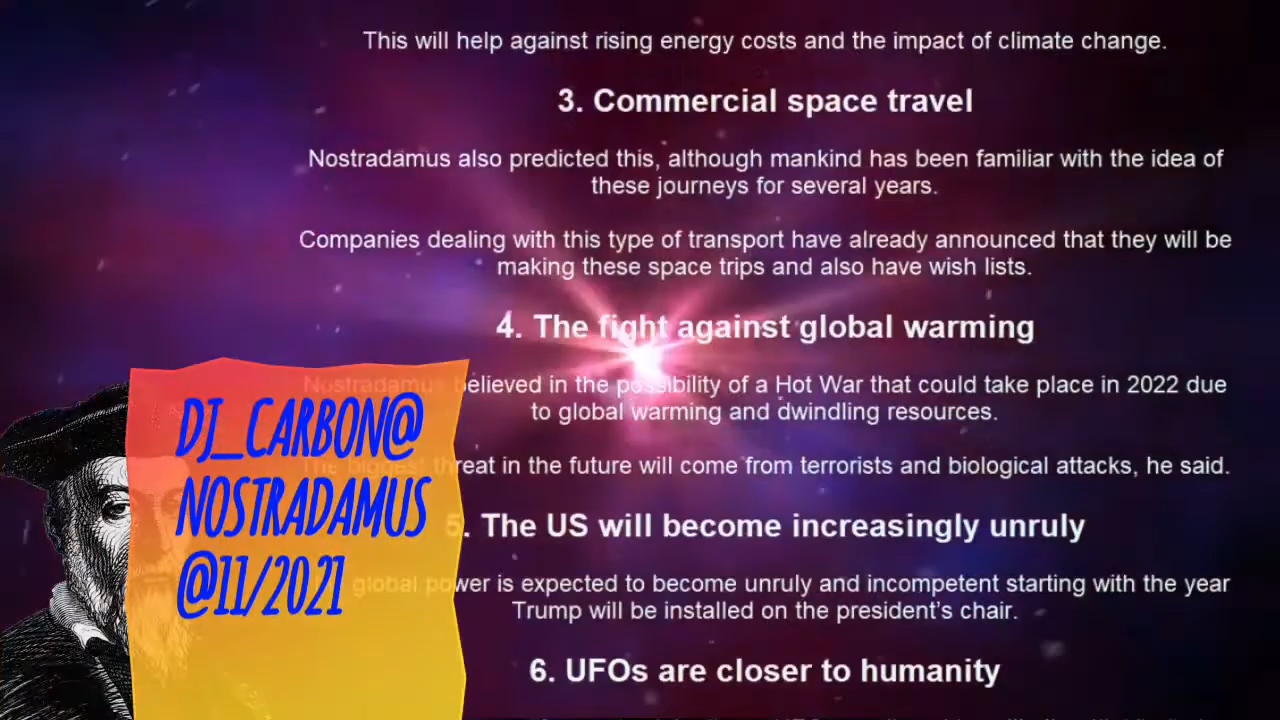 This will help against rising energy costs and the impact of climate change.
3. Commercial space travel
Nostradamus also predicted this, although mankind has been familiar with the idea of
these journeys for several years.
Companies dealing with this type of transport have already announced that they will be
making these space trips and also have wish lists.
4. The fight against global warming
Nostradamus believed in the possibility of a Hot War that could take place in 2022 due
to global warming and dwindling resources.
The biggest threat in the future will come from terrorists and biological attacks, he said.
5. The US will become increasingly unruly
global power is expected to become unruly and incompetent starting with the year
Trump will be installed on the president's chair.
6. UFOs are closer to humanity
DJ_CARBON@
NOSTRADAMUS
@11/2021